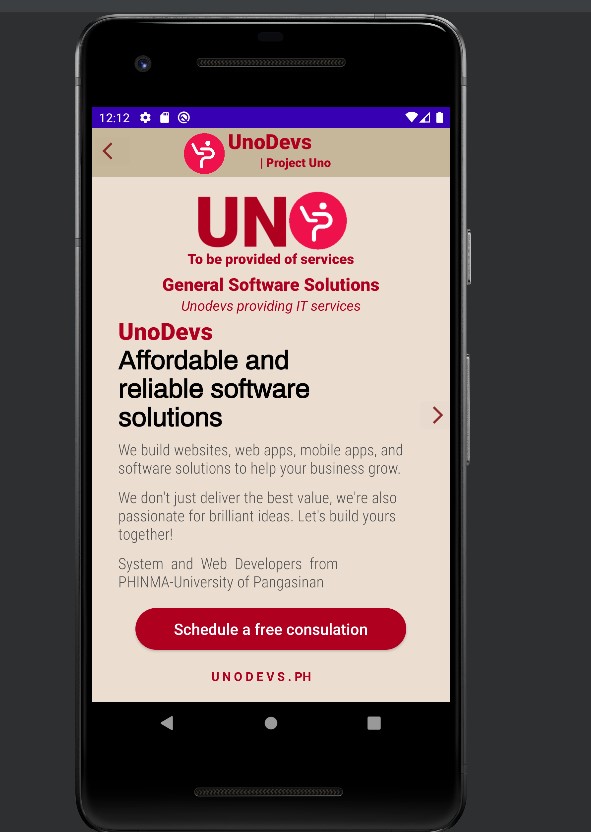 12:12
UnoDevs
| Project Uno
UNO
To be provided of services
General Software Solutions
Unodevs providing IT services
UnoDevs
Affordable and
reliable software
solutions
We build websites, web apps, mobile apps, and
software solutions to help your business grow.
We don't just deliver the best value, we're also
passionate for brilliant ideas. Let's build yours
together!
System and Web Developers from
PHINMA-University of Pangasinan
Schedule a free consulation
UNODEVS.PH